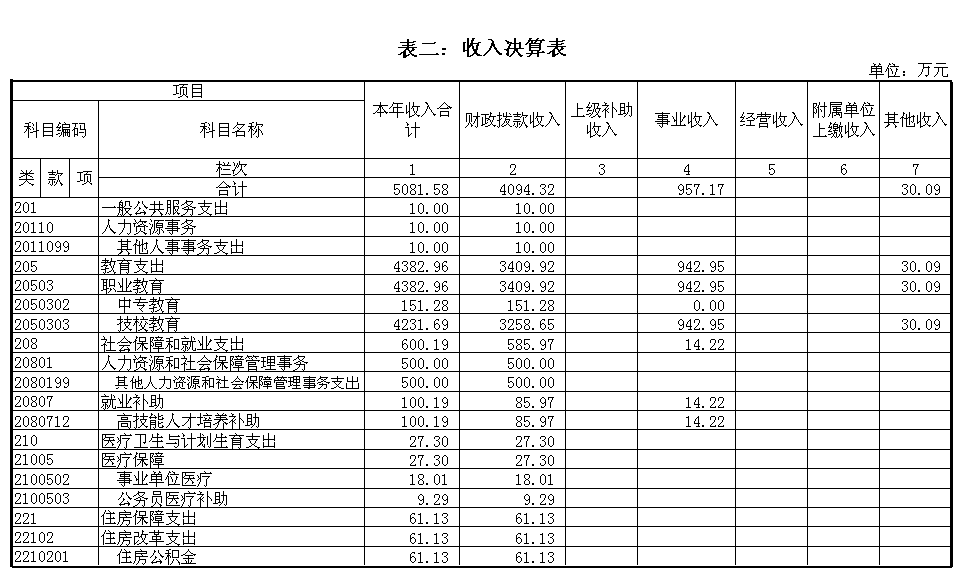 表二：收入决算表
单位：万元
项目 本年收入合计 财政拨款收入 上级补助收入 事业收入 经营收入 附属单位上缴收入 其他收入
科目编码 科目名称
类 款 项 栏次 1 2 3 4 5 6 7
合计 5081.58 4094.32 957.17 30.09
201 一般公共服务支出 10.00 10.00
20110 人力资源事务 10.00 10.00
2011099 其他人事事务支出 10.00 10.00
205 教育支出 4382.96 3409.92 942.95 30.09
20503 职业教育 4382.96 3409.92 942.95 30.09
2050302 中专教育 151.28 151.28 0.00
2050303 技校教育 4231.69 3258.65 942.95 30.09
208 社会保障和就业支出 600.19 585.97 14.22
20801 人力资源和社会保障管理事务 500.00 500.00
2080199 其他人力资源和社会保障管理事务支出 500.00 500.00
20807 就业补助 100.19 85.97 14.22
2080712 高技能人才培养补助 100.19 85.97 14.22
210 医疗卫生与计划生育支出 27.30 27.30
21005 医疗保障 27.30 27.30
2100502 事业单位医疗 18.01 18.01
2100503 公务员医疗补助 9.29 9.29
221 住房保障支出 61.13 61.13
22102 住房改革支出 61.13 61.13
2210201 住房公积金 61.13 61.13